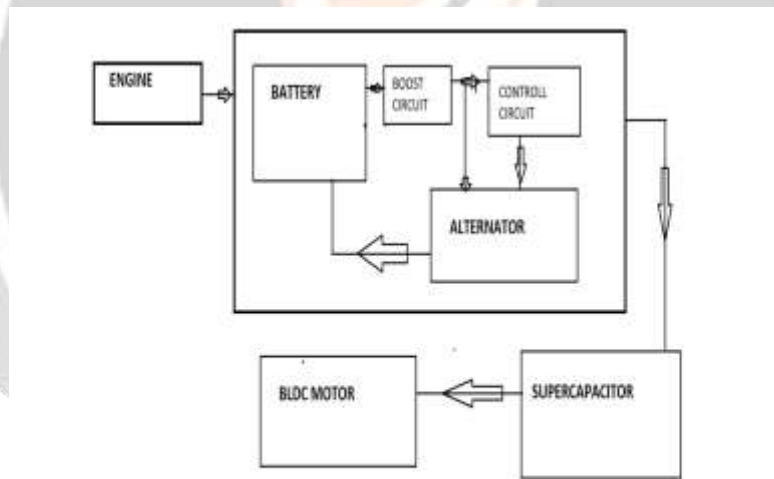 ENGINE
BATTERY
BOOST
CIRCUIT
CONTROLL
CIRCUIT
ALTERNATOR
BLDC MOTOR
SUPERCAPACITOR